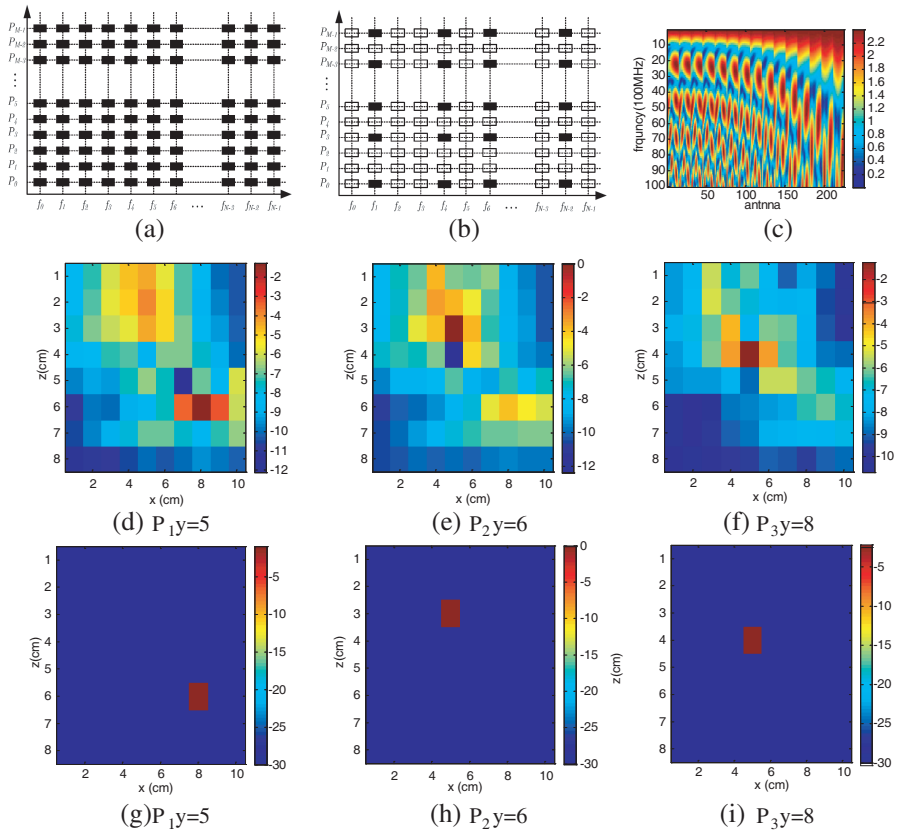 P_{M-1}
P_{M-2}
P_{M-3}
⋮
P_5
P_4
P_3
P_2
P_1
P_0
f_0 f_1 f_2 f_3 f_4 f_5 f_6 ··· f_{N-3} f_{N-2} f_{N-1}
(a)
P_{M-1}
P_{M-2}
P_{M-3}
⋮
P_5
P_4
P_3
P_2
P_1
P_0
f_0 f_1 f_2 f_3 f_4 f_5 f_6 ··· f_{N-3} f_{N-2} f_{N-1}
(b)
frquncy (100MHz)
10
20
30
40
50
60
70
80
90
100
50 100 150 200
antnna
2.4
2.2
2
1.8
1.6
1.4
1.2
1
0.8
0.6
0.4
0.2
(c)
z(cm)
1
2
3
4
5
6
7
8
2 4 6 8 10
x (cm)
-2
-3
-4
-5
-6
-7
-8
-9
-10
-11
-12
(d) P_1y=5
z(cm)
1
2
3
4
5
6
7
8
2 4 6 8 10
x (cm)
0
-2
-4
-6
-8
-10
-12
(e) P_2y=6
z(cm)
1
2
3
4
5
6
7
8
2 4 6 8 10
x (cm)
-2
-3
-4
-5
-6
-7
-8
-9
-10
(f) P_3y=8
z(cm)
1
2
3
4
5
6
7
8
2 4 6 8 10
x (cm)
-5
-10
-15
-20
-25
-30
(g)P_1y=5
z(cm)
1
2
3
4
5
6
7
8
2 4 6 8 10
x (cm)
0
-5
-10
-15
-20
-25
-30
(h) P_2y=6
z(cm)
1
2
3
4
5
6
7
8
2 4 6 8 10
x (cm)
-5
-10
-15
-20
-25
-30
(i) P_3y=8